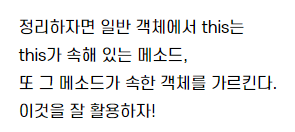 정리하자면 일반 객체에서 this는
this가 속해 있는 메소드,
또 그 메소드가 속한 객체를 가르킨다.
이것을 잘 활용하자!